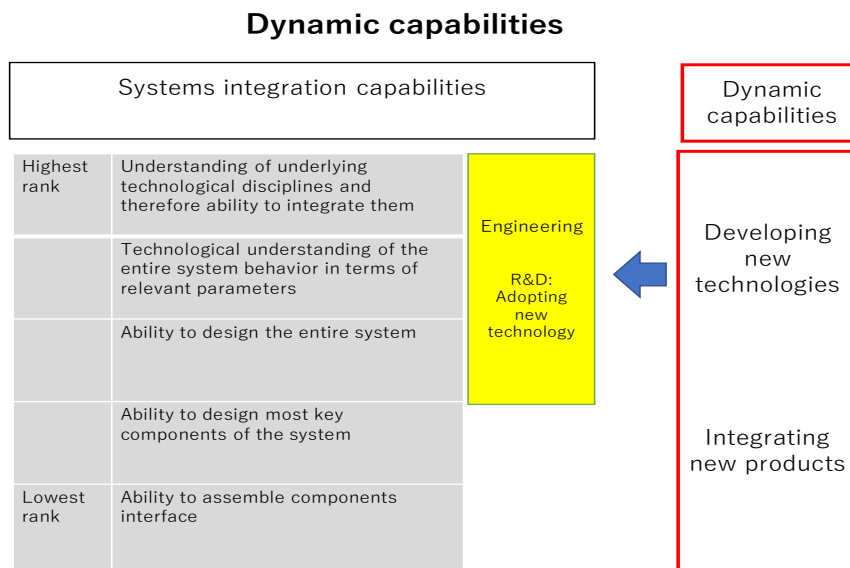 Dynamic capabilities
Systems integration capabilities
Dynamic
capabilities
Highest
rank
Understanding of underlying
technological disciplines and
therefore ability to integrate them
Technological understanding of the
entire system behavior in terms of
relevant parameters
Ability to design the entire system
Ability to design most key
components of the system
Lowest
rank
Ability to assemble components
interface
Engineering
R&D:
Adopting
new
technology
Developing
new
technologies
Integrating
new products